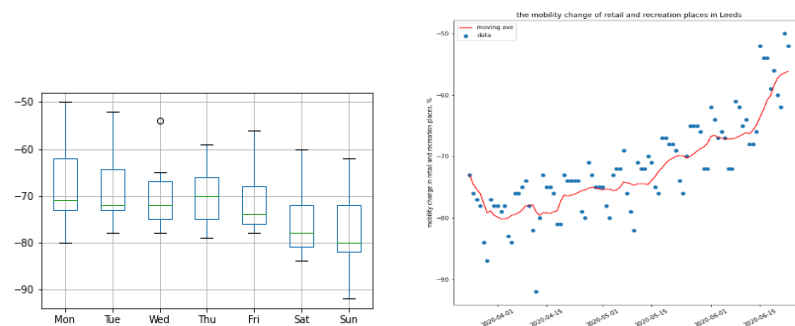 −50
−60
−70
−80
−90
Mon Tue Wed Thu Fri Sat Sun
the mobility change of retail and recreation places in Leeds
moving ave
data
mobility change in retail and recreation places, %
−50
−60
−70
−80
−90
2020-04-01 2020-04-15 2020-05-01 2020-05-15 2020-06-01 2020-06-15